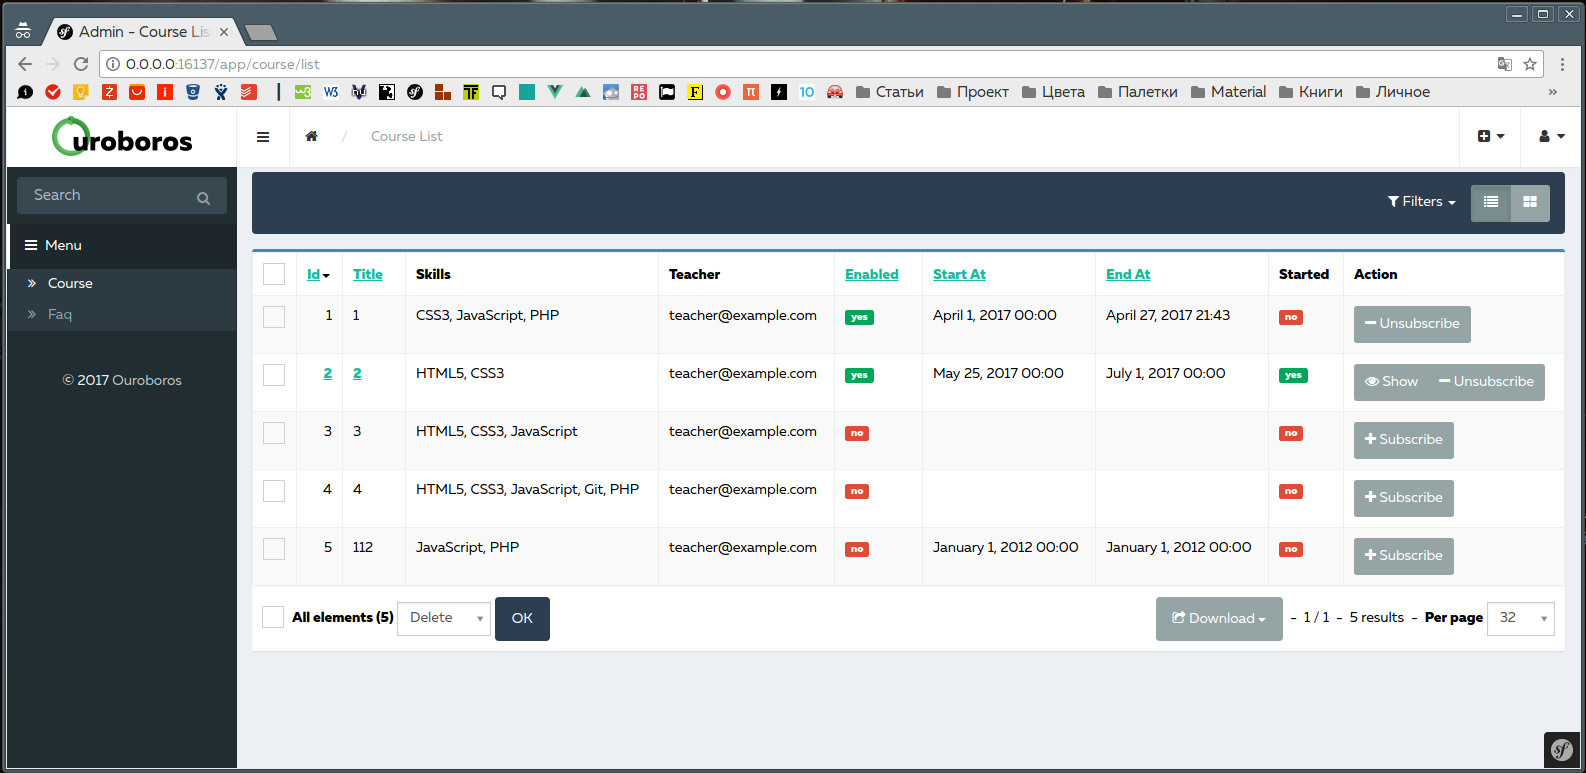 Admin - Course Lis
0.0.0.0:16137/app/course/list
Статьи Проект Цвета Палетки Material Книги Личное »
uroboros / Course List
Search
Filters
Menu
» Course
» Faq
© 2017 Ouroboros
Id Title Skills Teacher Enabled Start At End At Started Action
1 1 CSS3, JavaScript, PHP teacher@example.com yes April 1, 2017 00:00 April 27, 2017 21:43 no Unsubscribe
2 2 HTML5, CSS3 teacher@example.com yes May 25, 2017 00:00 July 1, 2017 00:00 yes Show Unsubscribe
3 3 HTML5, CSS3, JavaScript teacher@example.com no no Subscribe
4 4 HTML5, CSS3, JavaScript, Git, PHP teacher@example.com no no Subscribe
5 112 JavaScript, PHP teacher@example.com no January 1, 2012 00:00 January 1, 2012 00:00 no Subscribe
All elements (5) Delete OK Download - 1 / 1 - 5 results - Per page 32
sf